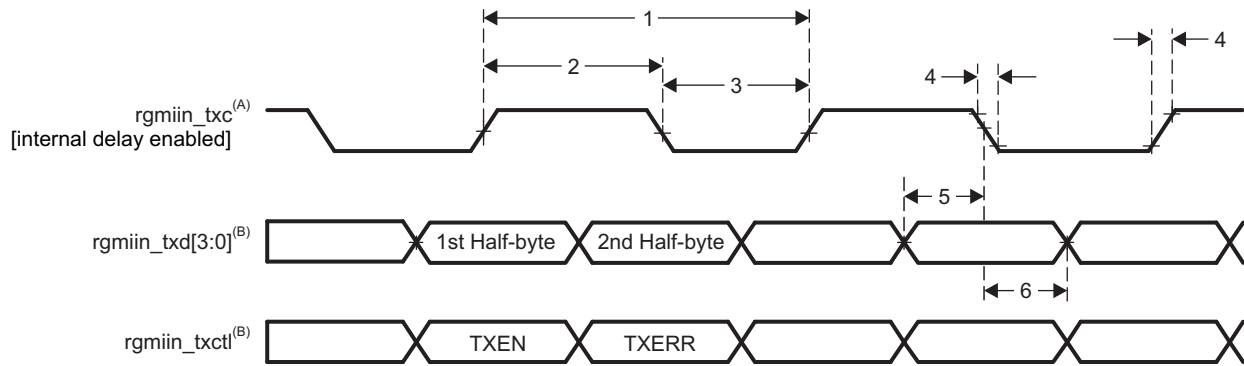 1
4
2
4
3
rgmiin_txc(A)
[internal delay enabled]
5
rgmiin_txd[3:0](B)
1st Half-byte
2nd Half-byte
6
rgmiin_txctl(B)
TXEN
TXERR